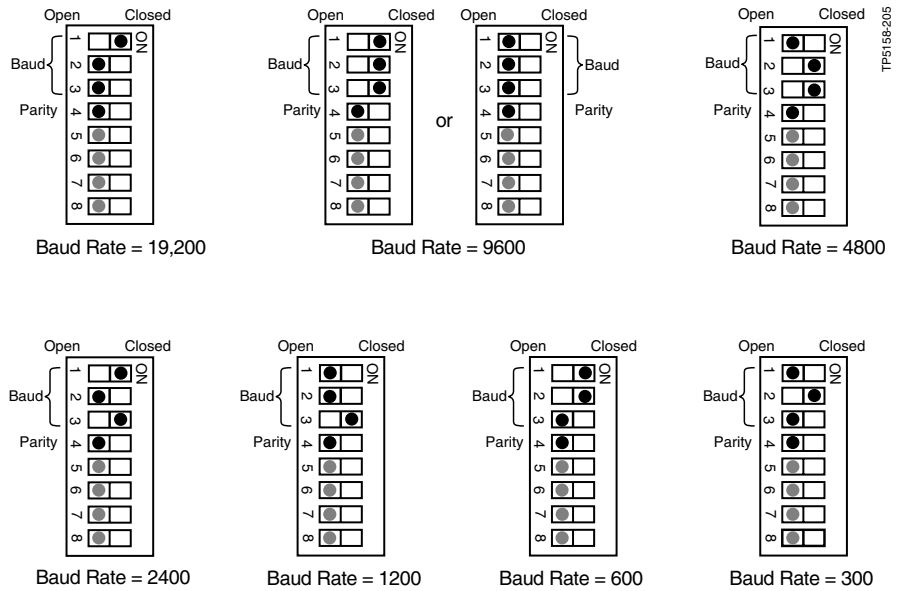 Open Closed
1 ON
Baud 2
3
Parity 4
5
6
7
8
Baud Rate = 19,200
Open Closed
1 ON
Baud 2
3
Parity 4
5
6
7
8
or
Open Closed
1 ON
2 Baud
3
4 Parity
5
6
7
8
Baud Rate = 9600
Open Closed
1 ON
Baud 2
3
Parity 4
5
6
7
8
Baud Rate = 4800
TP5158-205
Open Closed
1 ON
Baud 2
3
Parity 4
5
6
7
8
Baud Rate = 2400
Open Closed
1 ON
Baud 2
3
Parity 4
5
6
7
8
Baud Rate = 1200
Open Closed
1 ON
Baud 2
3
Parity 4
5
6
7
8
Baud Rate = 600
Open Closed
1 ON
Baud 2
3
Parity 4
5
6
7
8
Baud Rate = 300